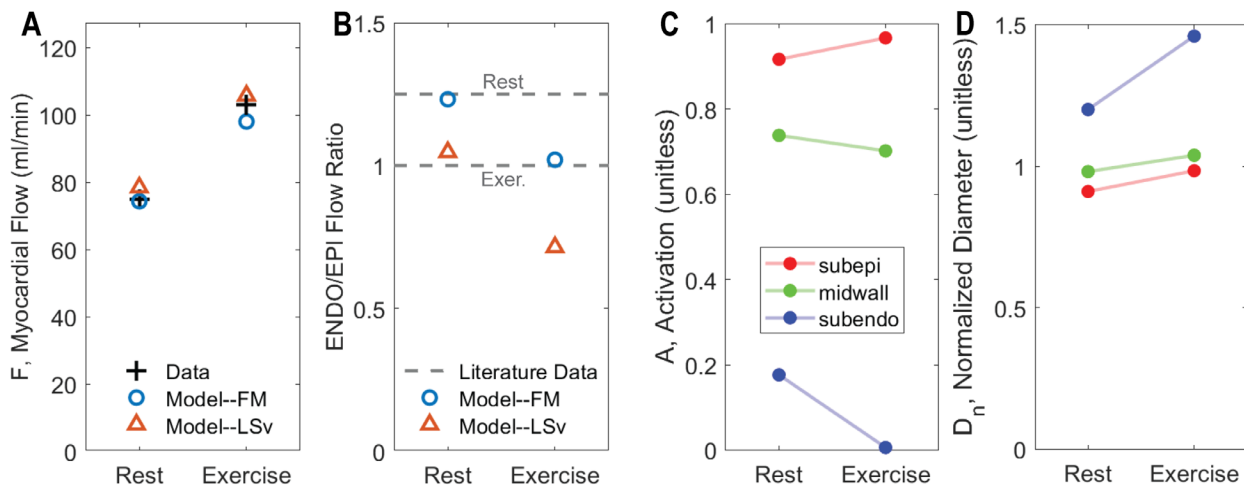 A
F, Myocardial Flow (ml/min)
120
100
80
60
40
20
0
Data
Model--FM
Model--LSv
Rest
Exercise
B
ENDO/EPI Flow Ratio
1.5
1
0.5
0
Rest
Exer.
Literature Data
Model--FM
Model--LSv
Rest
Exercise
C
A, Activation (unitless)
1
0.8
0.6
0.4
0.2
0
subepi
midwall
subendo
Rest
Exercise
D
Dn, Normalized Diameter (unitless)
1.5
1
0.5
0
Rest
Exercise